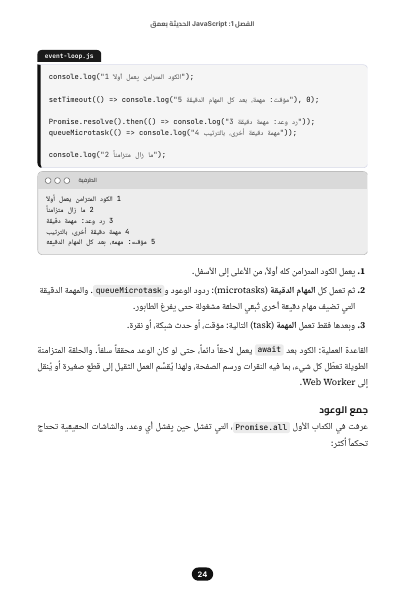 الفصل 1: JavaScript الحديثة بعمق
event-loop.js
console.log("1 الكود المتزامن يعمل أولاً");
setTimeout(() => console.log("5 مؤقت: مهمة، بعد كل المهام الدقيقة"), 0);
Promise.resolve().then(() => console.log("3 رد وعد: مهمة دقيقة"));
queueMicrotask(() => console.log("4 مهمة دقيقة أخرى، بالترتيب"));
console.log("2 ما زال متزامناً");
الطرفية
1 الكود المتزامن يعمل أولاً
2 ما زال متزامناً
3 رد وعد: مهمة دقيقة
4 مهمة دقيقة أخرى، بالترتيب
5 مؤقت: مهمة، بعد كل المهام الدقيقة
1. يعمل الكود المتزامن كله أولاً، من الأعلى إلى الأسفل.
2. ثم تعمل كل المهام الدقيقة (microtasks): ردود الوعود و queueMicrotask. والمهمة الدقيقة
التي تضيف مهام دقيقة أخرى تُبقي الحلقة مشغولة حتى يفرغ الطابور.
3. وبعدها فقط تعمل المهمة (task) التالية: مؤقت، أو حدث شبكة، أو نقرة.
القاعدة العملية: الكود بعد await يعمل لاحقاً دائماً، حتى لو كان الوعد محققاً سلفاً. والحلقة المتزامنة
الطويلة تعطّل كل شيء، بما فيه النقرات ورسم الصفحة، ولهذا يُقسَّم العمل الثقيل إلى قطع صغيرة أو يُنقل
إلى Web Worker.
جمع الوعود
عرفت في الكتاب الأول Promise.all، التي تفشل حين يفشل أي وعد. والشاشات الحقيقية تحتاج
تحكماً أكثر:
24